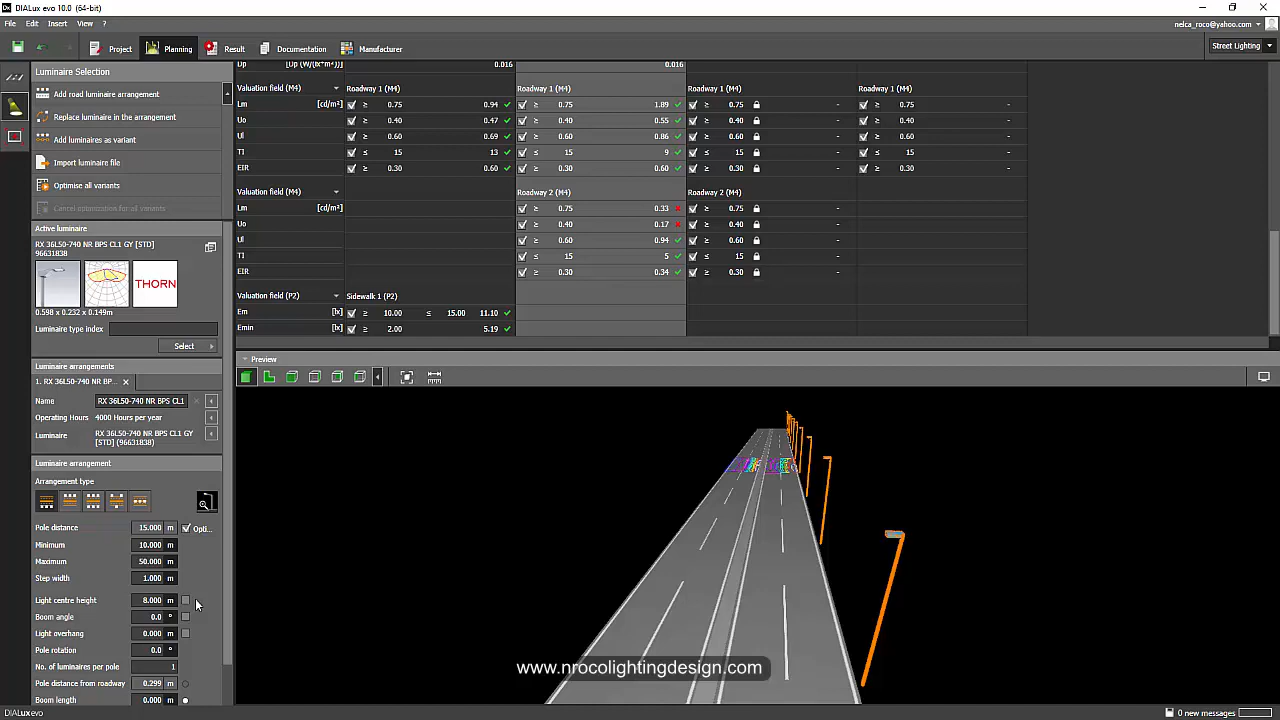 DIALux evo 10.0 (64-bit)
File Edit Insert View ?
nelca_roco@yahoo.com
Project Planning Result Documentation Manufacturer
Street Lighting
Luminaire Selection
Add road luminaire arrangement
Replace luminaire in the arrangement
Add luminaires as variant
Import luminaire file
Optimise all variants
Cancel optimization for all variants
Active luminaire
RX 36L50-740 NR BPS CL1 GY [STD]
96631838
THORN
0.598 x 0.232 x 0.149m
Luminaire type index
Select
Luminaire arrangements
1. RX 36L50-740 NR BP...
Name RX 36L50-740 NR BPS CL1
Operating Hours 4000 Hours per year
Luminaire RX 36L50-740 NR BPS CL1 GY
[STD] (96631838)
Luminaire arrangement
Arrangement type
Pole distance 15.000 m Opti...
Minimum 10.000 m
Maximum 50.000 m
Step width 1.000 m
Light centre height 8.000 m
Boom angle 0.0 °
Light overhang 0.000 m
Pole rotation 0.0 °
No. of luminaires per pole 1
Pole distance from roadway 0.299 m
Boom length 0.000 m
Dp [Dp (W/(lx*m²))] 0.016 0.016
Valuation field (M4) Roadway 1 (M4) Roadway 1 (M4) Roadway 1 (M4) Roadway 1 (M4)
Lm [cd/m²] ≥ 0.75 0.94 ≥ 0.75 1.89 ≥ 0.75 - ≥ 0.75 -
Uo ≥ 0.40 0.47 ≥ 0.40 0.55 ≥ 0.40 - ≥ 0.40 -
Ul ≥ 0.60 0.69 ≥ 0.60 0.86 ≥ 0.60 - ≥ 0.60 -
TI ≤ 15 13 ≤ 15 9 ≤ 15 - ≤ 15 -
EIR ≥ 0.30 0.60 ≥ 0.30 0.60 ≥ 0.30 - ≥ 0.30 -
Valuation field (M4) Roadway 2 (M4) Roadway 2 (M4)
Lm [cd/m²] ≥ 0.75 0.33 ≥ 0.75 -
Uo ≥ 0.40 0.17 ≥ 0.40 -
Ul ≥ 0.60 0.94 ≥ 0.60 -
TI ≤ 15 5 ≤ 15 -
EIR ≥ 0.30 0.34 ≥ 0.30 -
Valuation field (P2) Sidewalk 1 (P2)
Em [lx] ≥ 10.00 ≤ 15.00 11.10
Emin [lx] ≥ 2.00 5.19
Preview
www.nrocolightingdesign.com
DIALux evo
0 new messages